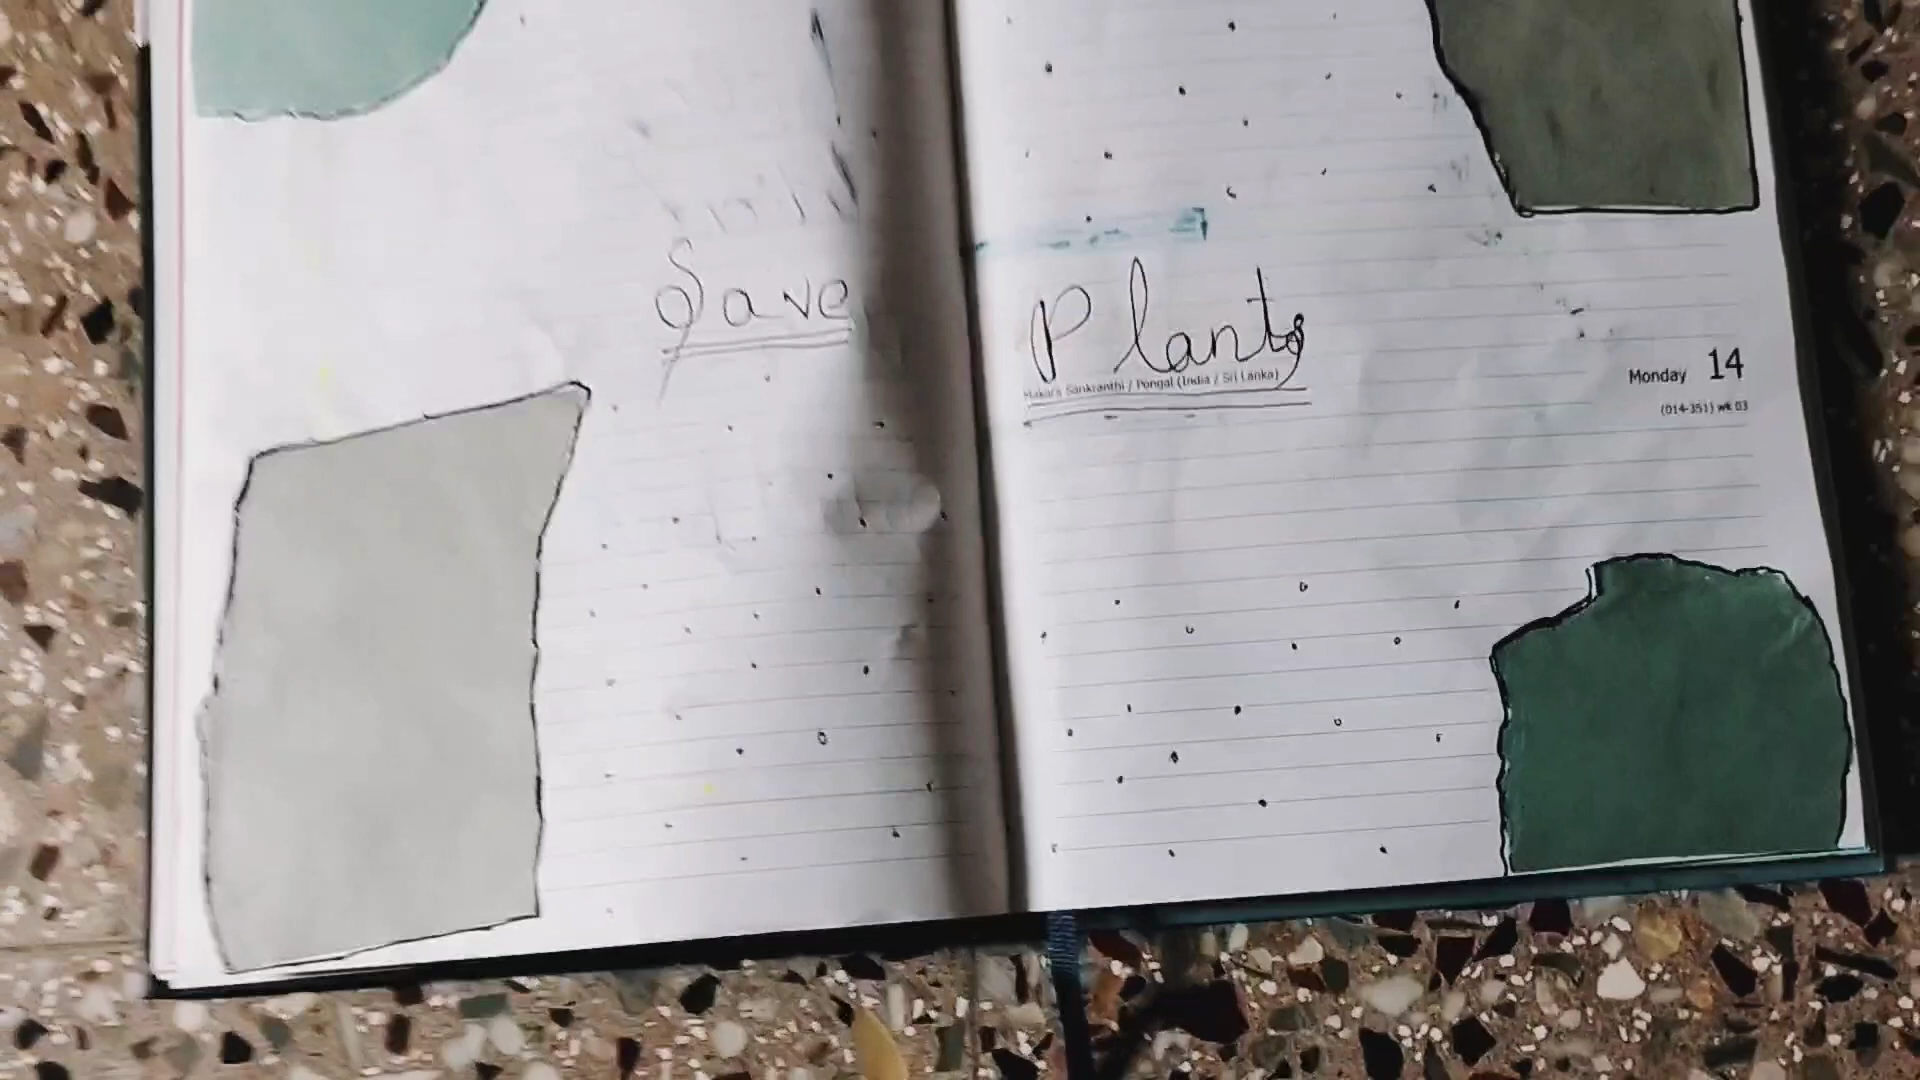 Save Plants
Makara Sankranthi / Pongal (India / Sri Lanka)
Monday 14
(014-351) wk 03